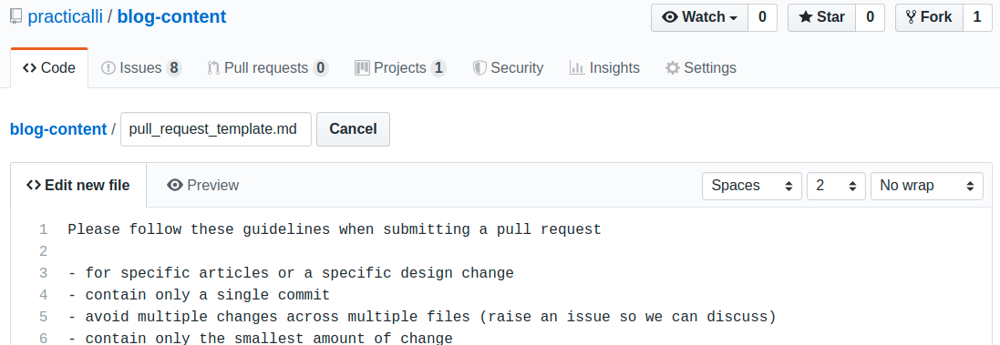 practicalli / blog-content
Watch 0 Star 0 Fork 1
Code Issues 8 Pull requests 0 Projects 1 Security Insights Settings
blog-content / pull_request_template.md Cancel
Edit new file Preview Spaces 2 No wrap
1 Please follow these guidelines when submitting a pull request
2
3 - for specific articles or a specific design change
4 - contain only a single commit
5 - avoid multiple changes across multiple files (raise an issue so we can discuss)
6 - contain only the smallest amount of change